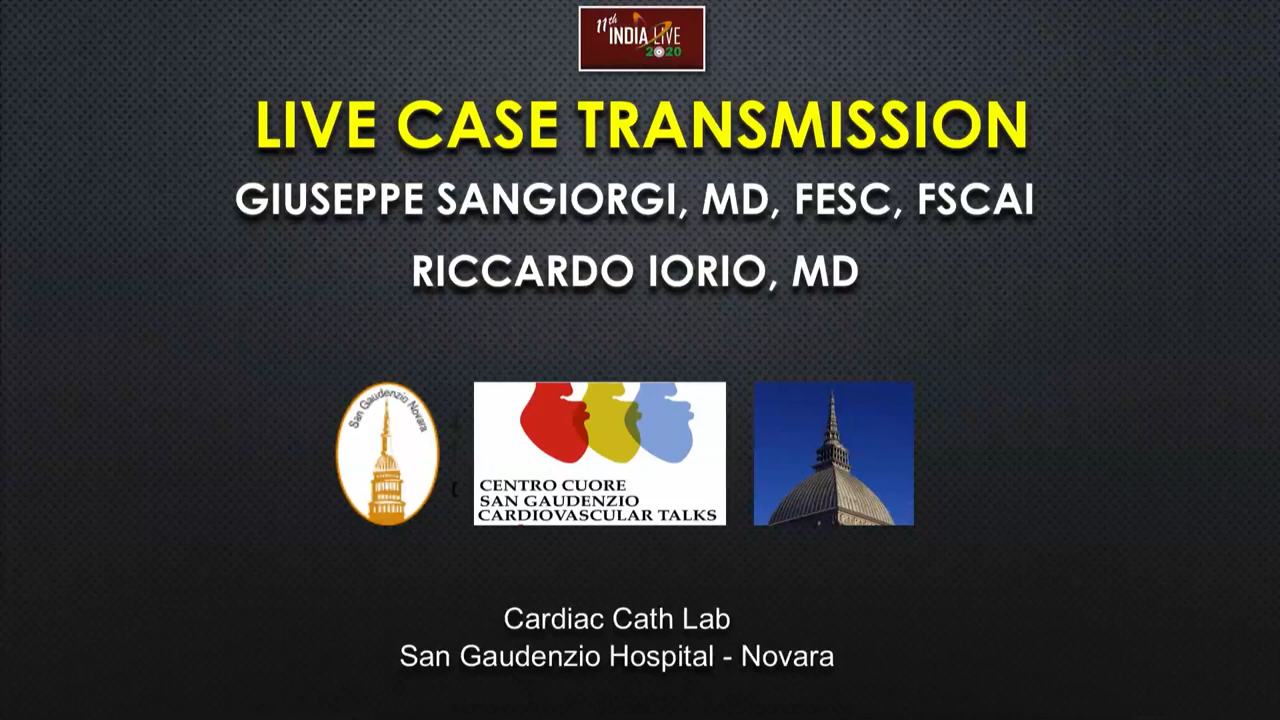 11th
INDIA LIVE
2020
LIVE CASE TRANSMISSION
GIUSEPPE SANGIORGI, MD, FESC, FSCAI
RICCARDO IORIO, MD
San Gaudenzio Novara
CENTRO CUORE
SAN GAUDENZIO
CARDIOVASCULAR TALKS
Cardiac Cath Lab
San Gaudenzio Hospital - Novara